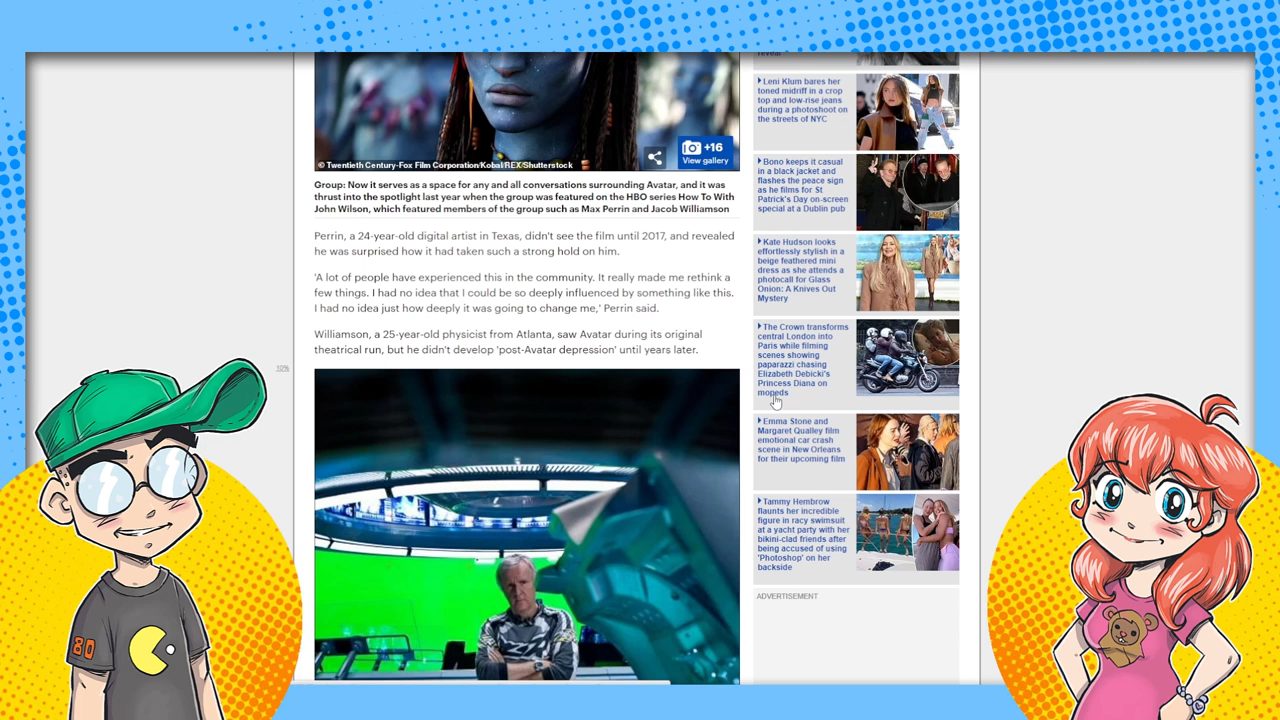 © Twentieth Century-Fox Film Corporation/Kobal/REX/Shutterstock
+16
View gallery
Group: Now it serves as a space for any and all conversations surrounding Avatar, and it was
thrust into the spotlight last year when the group was featured on the HBO series How To With
John Wilson, which featured members of the group such as Max Perrin and Jacob Williamson
Perrin, a 24-year-old digital artist in Texas, didn't see the film until 2017, and revealed
he was surprised how it had taken such a strong hold on him.
'A lot of people have experienced this in the community. It really made me rethink a
few things. I had no idea that I could be so deeply influenced by something like this.
I had no idea just how deeply it was going to change me,' Perrin said.
Williamson, a 25-year-old physicist from Atlanta, saw Avatar during its original
theatrical run, but he didn't develop 'post-Avatar depression' until years later.
10%
reveal
Leni Klum bares her
toned midriff in a crop
top and low-rise jeans
during a photoshoot on
the streets of NYC
Bono keeps it casual
in a black jacket and
flashes the peace sign
as he films for St
Patrick's Day on-screen
special at a Dublin pub
Kate Hudson looks
effortlessly stylish in a
beige feathered mini
dress as she attends a
photocall for Glass
Onion: A Knives Out
Mystery
The Crown transforms
central London into
Paris while filming
scenes showing
paparazzi chasing
Elizabeth Debicki's
Princess Diana on
mopeds
Emma Stone and
Margaret Qualley film
emotional car crash
scene in New Orleans
for their upcoming film
Tammy Hembrow
flaunts her incredible
figure in racy swimsuit
at a yacht party with her
bikini-clad friends after
being accused of using
'Photoshop' on her
backside
ADVERTISEMENT
80